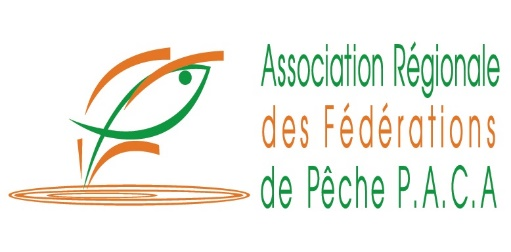 Association Régionale
des Fédérations
de Pêche P.A.C.A